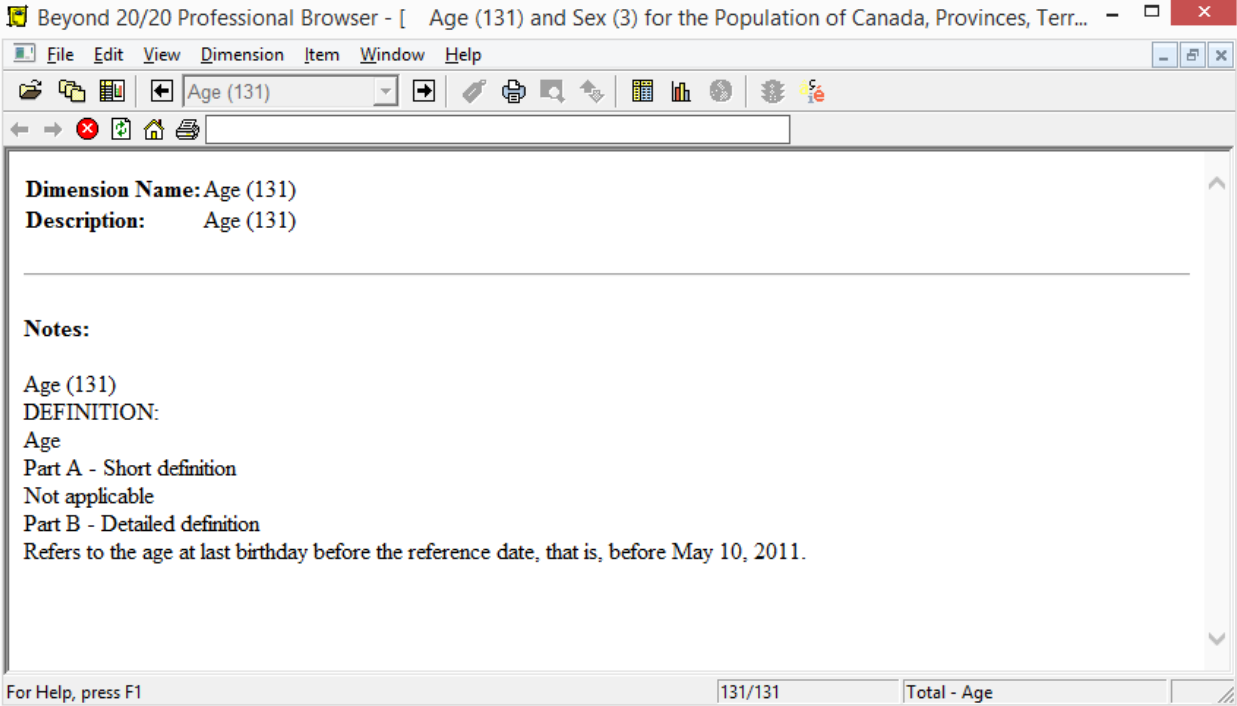 Beyond 20/20 Professional Browser - [ Age (131) and Sex (3) for the Population of Canada, Provinces, Terr...
File Edit View Dimension Item Window Help
Age (131)
Dimension Name: Age (131)
Description: Age (131)
Notes:
Age (131)
DEFINITION:
Age
Part A - Short definition
Not applicable
Part B - Detailed definition
Refers to the age at last birthday before the reference date, that is, before May 10, 2011.
For Help, press F1 131/131 Total - Age